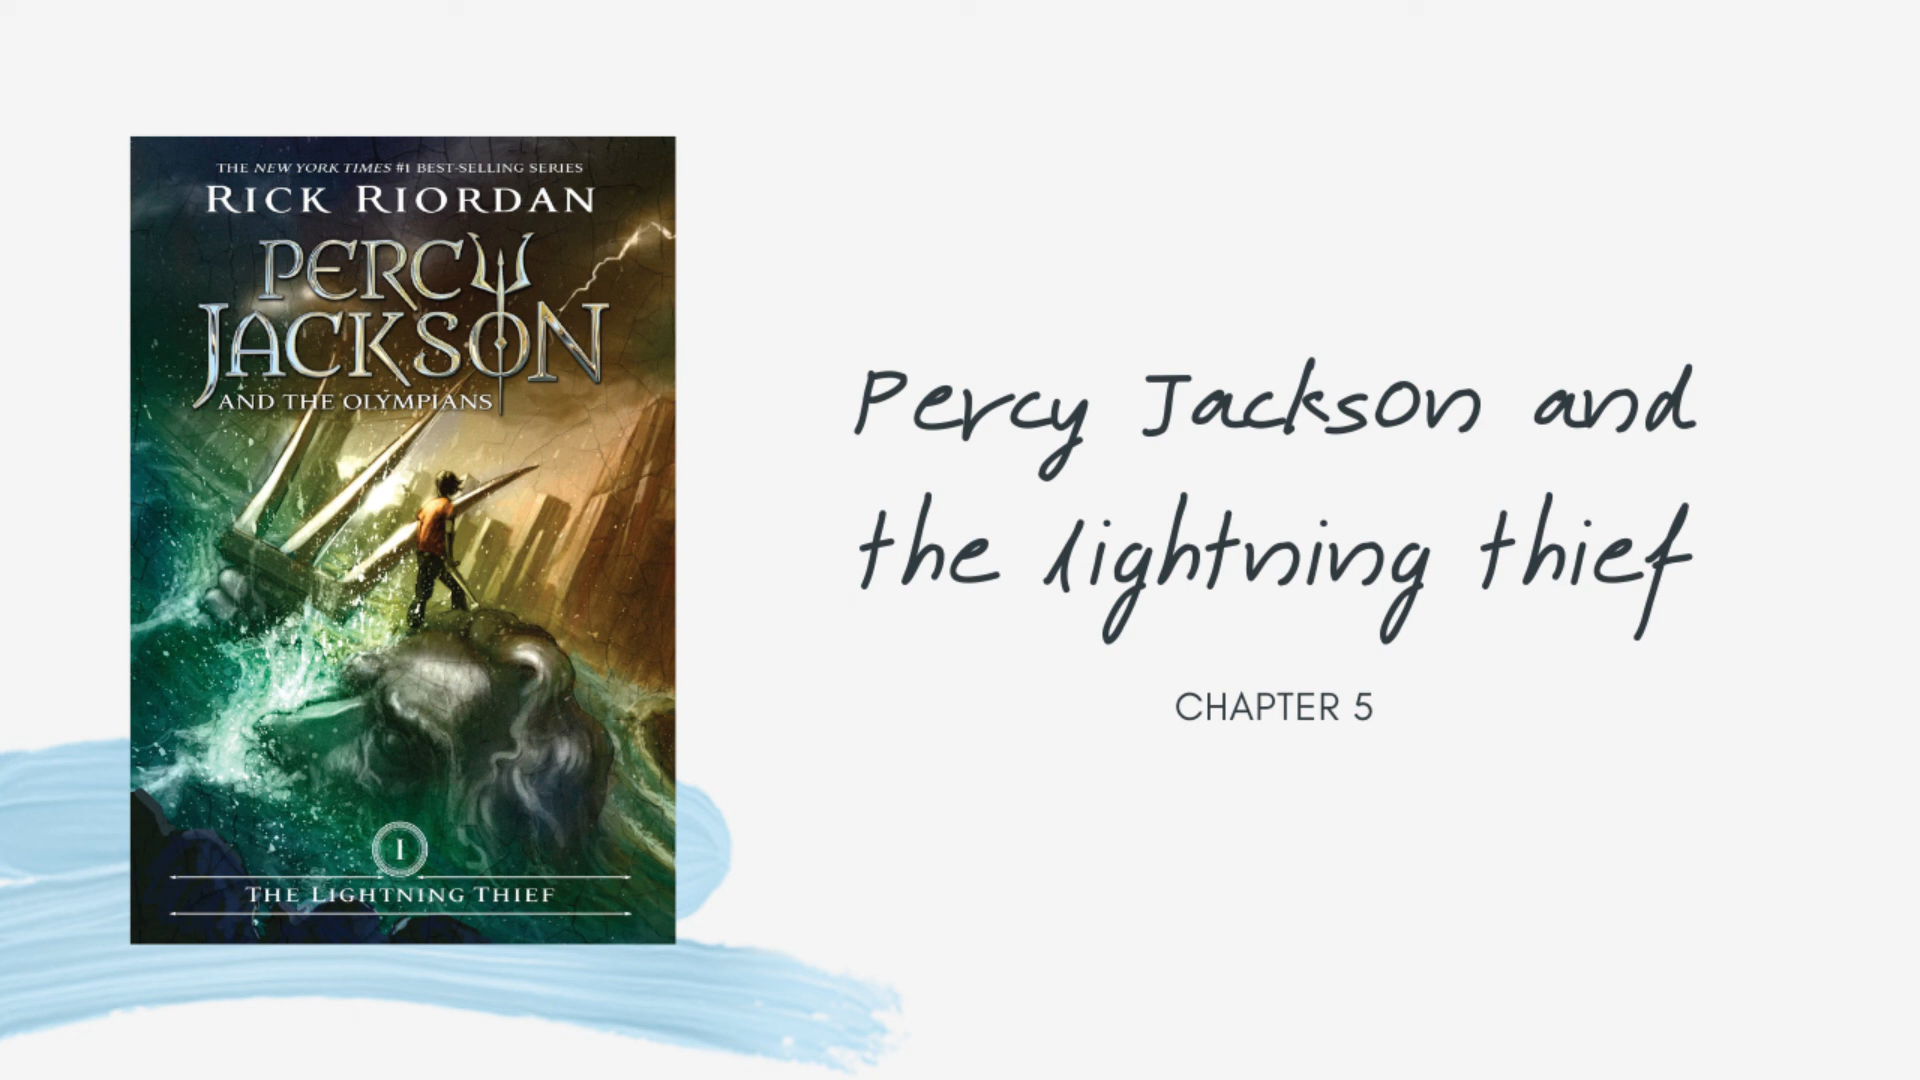 THE NEW YORK TIMES #1 BEST-SELLING SERIES
RICK RIORDAN
PERCY
JACKSON
AND THE OLYMPIANS
I
THE LIGHTNING THIEF
Percy Jackson and
the lightning thief
CHAPTER 5